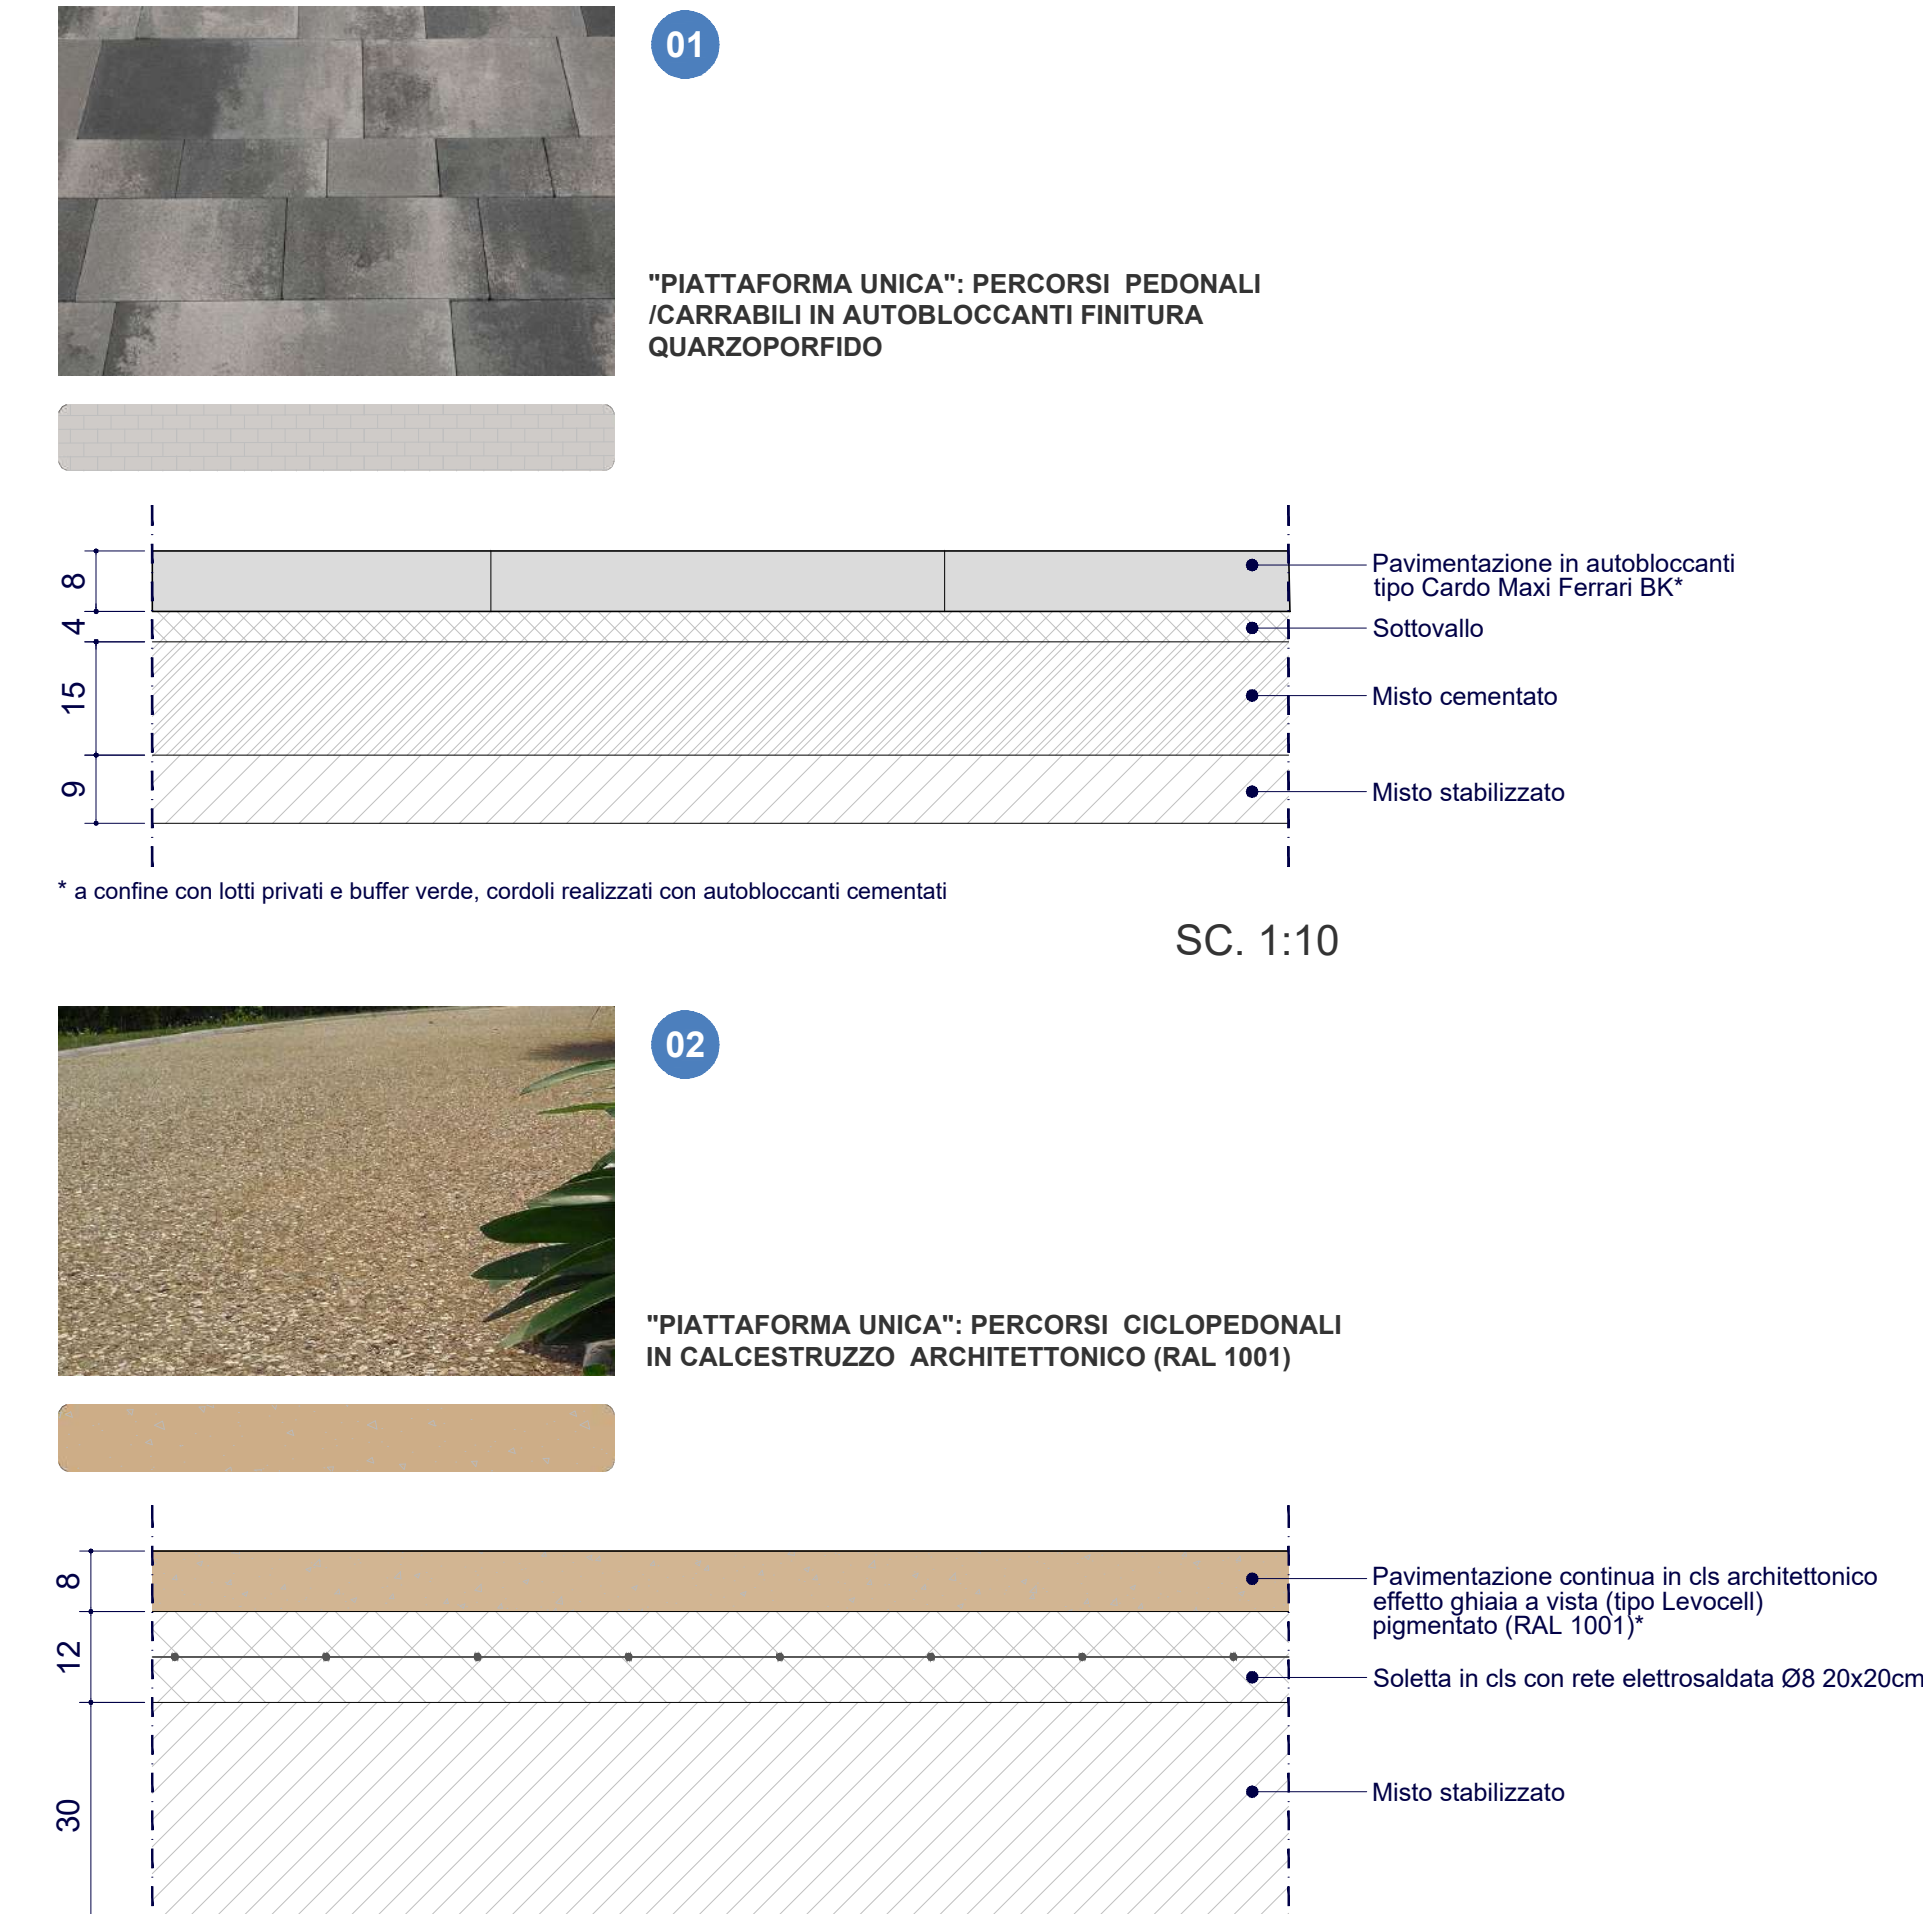 01
"PIATTAFORMA UNICA": PERCORSI PEDONALI
/CARRABILI IN AUTOBLOCCANTI FINITURA
QUARZOPORFIDO
8
4
15
9
Pavimentazione in autobloccanti
tipo Cardo Maxi Ferrari BK*
Sottovallo
Misto cementato
Misto stabilizzato
* a confine con lotti privati e buffer verde, cordoli realizzati con autobloccanti cementati
SC. 1:10
02
"PIATTAFORMA UNICA": PERCORSI CICLOPEDONALI
IN CALCESTRUZZO ARCHITETTONICO (RAL 1001)
8
12
30
Pavimentazione continua in cls architettonico
effetto ghiaia a vista (tipo Levocell)
pigmentato (RAL 1001)*
Soletta in cls con rete elettrosaldata Ø8 20x20cm
Misto stabilizzato